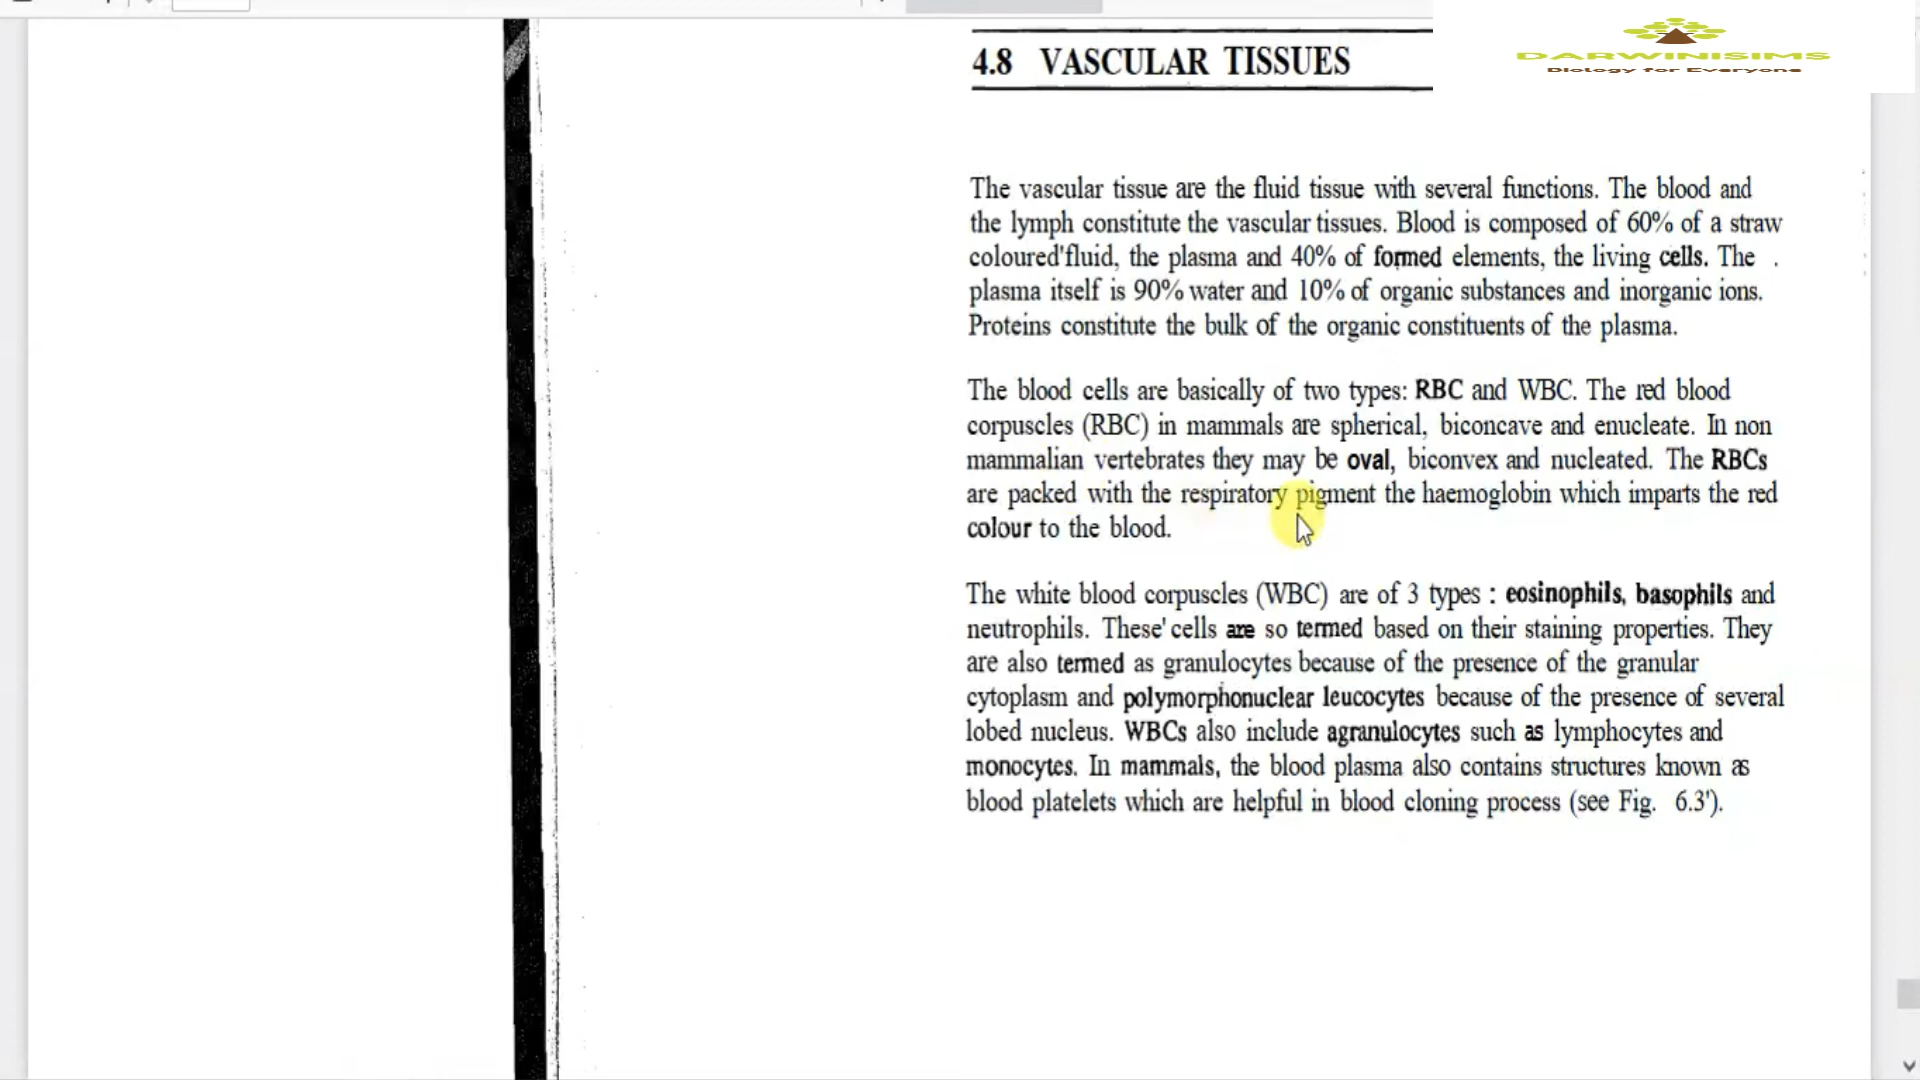 4.8 VASCULAR TISSUES
DARWINISIMS
Biology for Everyone
The vascular tissue are the fluid tissue with several functions. The blood and
the lymph constitute the vascular tissues. Blood is composed of 60% of a straw
coloured'fluid, the plasma and 40% of formed elements, the living cells. The .
plasma itself is 90% water and 10% of organic substances and inorganic ions.
Proteins constitute the bulk of the organic constituents of the plasma.
The blood cells are basically of two types: RBC and WBC. The red blood
corpuscles (RBC) in mammals are spherical, biconcave and enucleate. In non
mammalian vertebrates they may be oval, biconvex and nucleated. The RBCs
are packed with the respiratory pigment the haemoglobin which imparts the red
colour to the blood.
The white blood corpuscles (WBC) are of 3 types : eosinophils, basophils and
neutrophils. These' cells are so termed based on their staining properties. They
are also termed as granulocytes because of the presence of the granular
cytoplasm and polymorphonuclear leucocytes because of the presence of several
lobed nucleus. WBCs also include agranulocytes such as lymphocytes and
monocytes. In mammals, the blood plasma also contains structures known as
blood platelets which are helpful in blood cloning process (see Fig. 6.3').